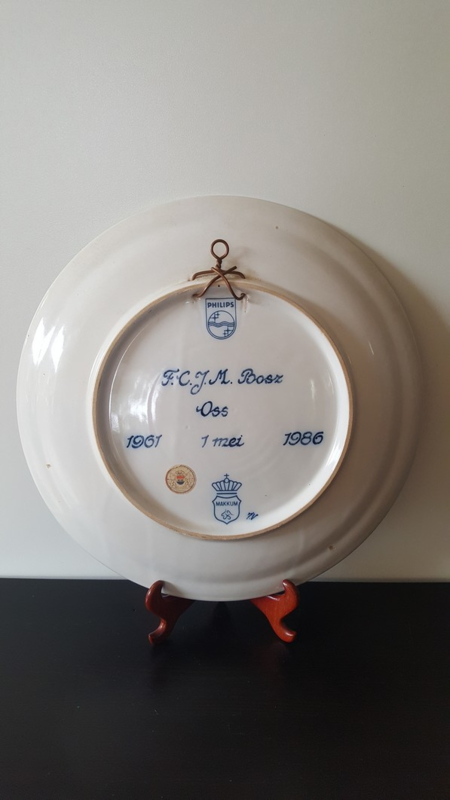 PHILIPS
F.C.J.M. Bosz
Oss
1961 1 mei 1986
MAKKUM